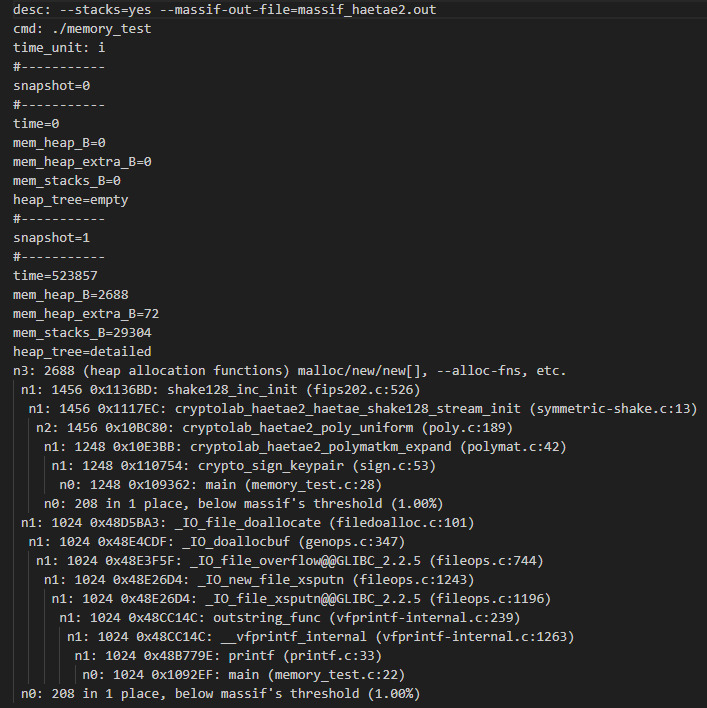 desc: --stacks=yes --massif-out-file=massif_haetae2.out
cmd: ./memory_test
time_unit: i
#-----------
snapshot=0
#-----------
time=0
mem_heap_B=0
mem_heap_extra_B=0
mem_stacks_B=0
heap_tree=empty
#-----------
snapshot=1
#-----------
time=523857
mem_heap_B=2688
mem_heap_extra_B=72
mem_stacks_B=29304
heap_tree=detailed
n3: 2688 (heap allocation functions) malloc/new/new[], --alloc-fns, etc.
n1: 1456 0x1136BD: shake128_inc_init (fips202.c:526)
n1: 1456 0x1117EC: cryptolab_haetae2_haetae_shake128_stream_init (symmetric-shake.c:13)
n2: 1456 0x10BC80: cryptolab_haetae2_poly_uniform (poly.c:189)
n1: 1248 0x10E3BB: cryptolab_haetae2_polymatkm_expand (polymat.c:42)
n1: 1248 0x110754: crypto_sign_keypair (sign.c:53)
n0: 1248 0x109362: main (memory_test.c:28)
n0: 208 in 1 place, below massif's threshold (1.00%)
n1: 1024 0x48D5BA3: _IO_file_doallocate (filedoalloc.c:101)
n1: 1024 0x48E4CDF: _IO_doallocbuf (genops.c:347)
n1: 1024 0x48E3F5F: _IO_file_overflow@@GLIBC_2.2.5 (fileops.c:744)
n1: 1024 0x48E26D4: _IO_new_file_xsputn (fileops.c:1243)
n1: 1024 0x48E26D4: _IO_file_xsputn@@GLIBC_2.2.5 (fileops.c:1196)
n1: 1024 0x48CC14C: outstring_func (vfprintf-internal.c:239)
n1: 1024 0x48CC14C: __vfprintf_internal (vfprintf-internal.c:1263)
n1: 1024 0x48B779E: printf (printf.c:33)
n0: 1024 0x1092EF: main (memory_test.c:22)
n0: 208 in 1 place, below massif's threshold (1.00%)